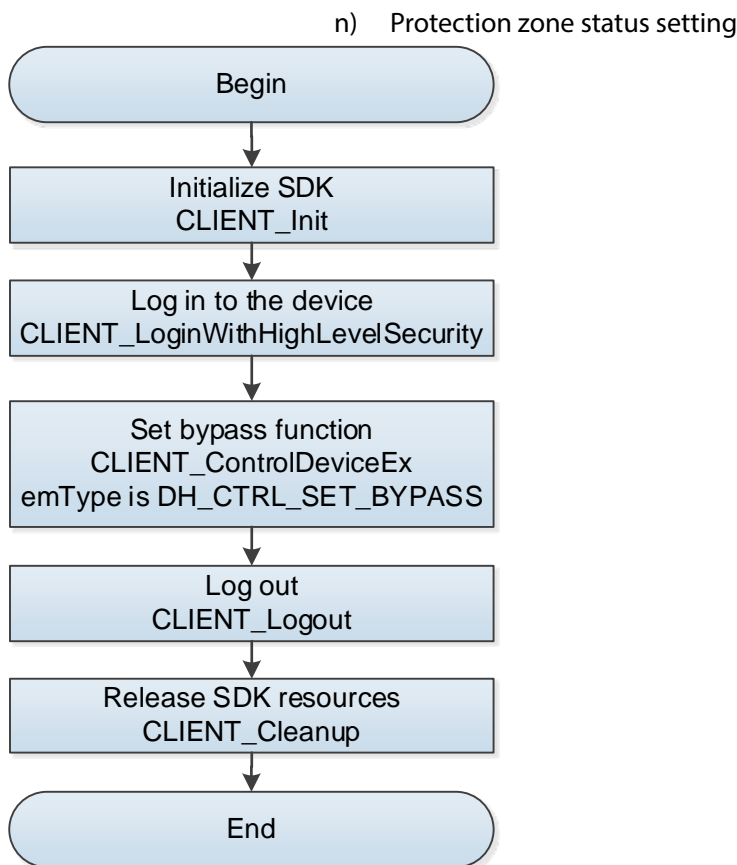 n) Protection zone status setting
Begin
Initialize SDK
CLIENT_Init
Log in to the device
CLIENT_LoginWithHighLevelSecurity
Set bypass function
CLIENT_ControlDeviceEx
emType is DH_CTRL_SET_BYPASS
Log out
CLIENT_Logout
Release SDK resources
CLIENT_Cleanup
End